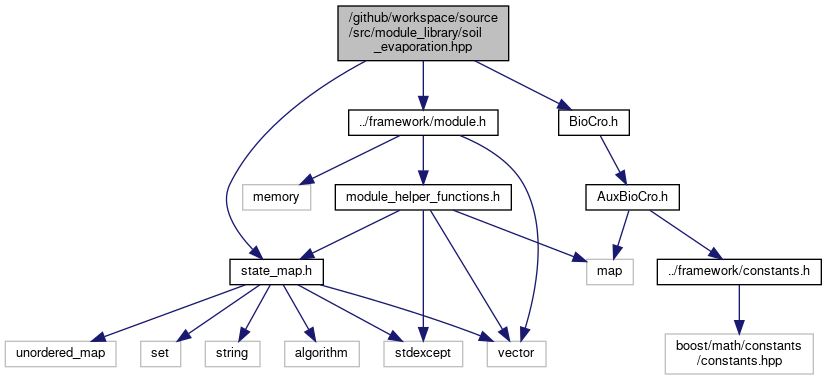 /github/workspace/source
/src/module_library/soil
_evaporation.hpp
../framework/module.h
BioCro.h
memory
module_helper_functions.h
AuxBioCro.h
state_map.h
map
../framework/constants.h
unordered_map
set
string
algorithm
stdexcept
vector
boost/math/constants
/constants.hpp